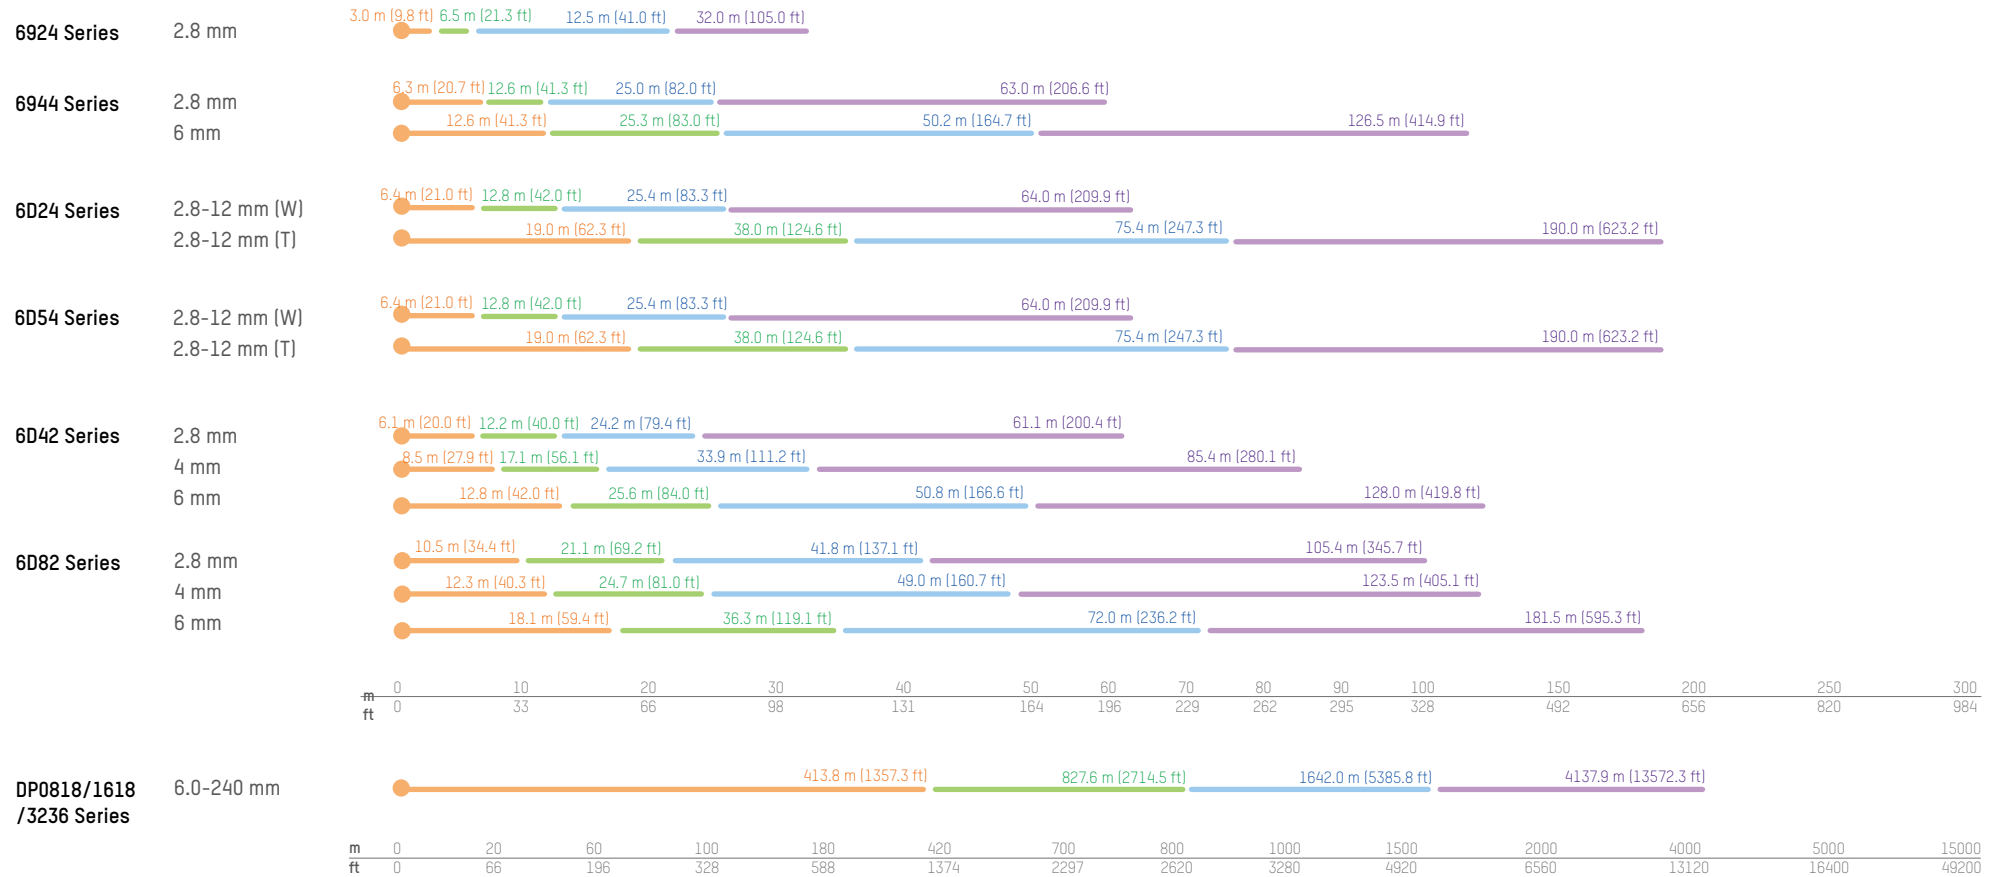 3.0 m (9.8 ft) 6.5 m (21.3 ft) 12.5 m (41.0 ft) 32.0 m (105.0 ft)
6924 Series 2.8 mm
6.3 m (20.7 ft) 12.6 m (41.3 ft) 25.0 m (82.0 ft) 63.0 m (206.6 ft)
6944 Series 2.8 mm
12.6 m (41.3 ft) 25.3 m (83.0 ft) 50.2 m (164.7 ft) 126.5 m (414.9 ft)
6 mm
6.4 m (21.0 ft) 12.8 m (42.0 ft) 25.4 m (83.3 ft) 64.0 m (209.9 ft)
6D24 Series 2.8-12 mm (W)
19.0 m (62.3 ft) 38.0 m (124.6 ft) 75.4 m (247.3 ft) 190.0 m (623.2 ft)
2.8-12 mm (T)
6.4 m (21.0 ft) 12.8 m (42.0 ft) 25.4 m (83.3 ft) 64.0 m (209.9 ft)
6D54 Series 2.8-12 mm (W)
19.0 m (62.3 ft) 38.0 m (124.6 ft) 75.4 m (247.3 ft) 190.0 m (623.2 ft)
2.8-12 mm (T)
6.1 m (20.0 ft) 12.2 m (40.0 ft) 24.2 m (79.4 ft) 61.1 m (200.4 ft)
6D42 Series 2.8 mm
8.5 m (27.9 ft) 17.1 m (56.1 ft) 33.9 m (111.2 ft) 85.4 m (280.1 ft)
4 mm
12.8 m (42.0 ft) 25.6 m (84.0 ft) 50.8 m (166.6 ft) 128.0 m (419.8 ft)
6 mm
10.5 m (34.4 ft) 21.1 m (69.2 ft) 41.8 m (137.1 ft) 105.4 m (345.7 ft)
6D82 Series 2.8 mm
12.3 m (40.3 ft) 24.7 m (81.0 ft) 49.0 m (160.7 ft) 123.5 m (405.1 ft)
4 mm
18.1 m (59.4 ft) 36.3 m (119.1 ft) 72.0 m (236.2 ft) 181.5 m (595.3 ft)
6 mm
m 0 10 20 30 40 50 60 70 80 90 100 150 200 250 300
ft 0 33 66 98 131 164 196 229 262 295 328 492 656 820 984
413.8 m (1357.3 ft) 827.6 m (2714.5 ft) 1642.0 m (5385.8 ft) 4137.9 m (13572.3 ft)
DP0818/1618 6.0-240 mm
/3236 Series
m 0 20 60 100 180 420 700 800 1000 1500 2000 4000 5000 15000
ft 0 66 196 328 588 1374 2297 2620 3280 4920 6560 13120 16400 49200